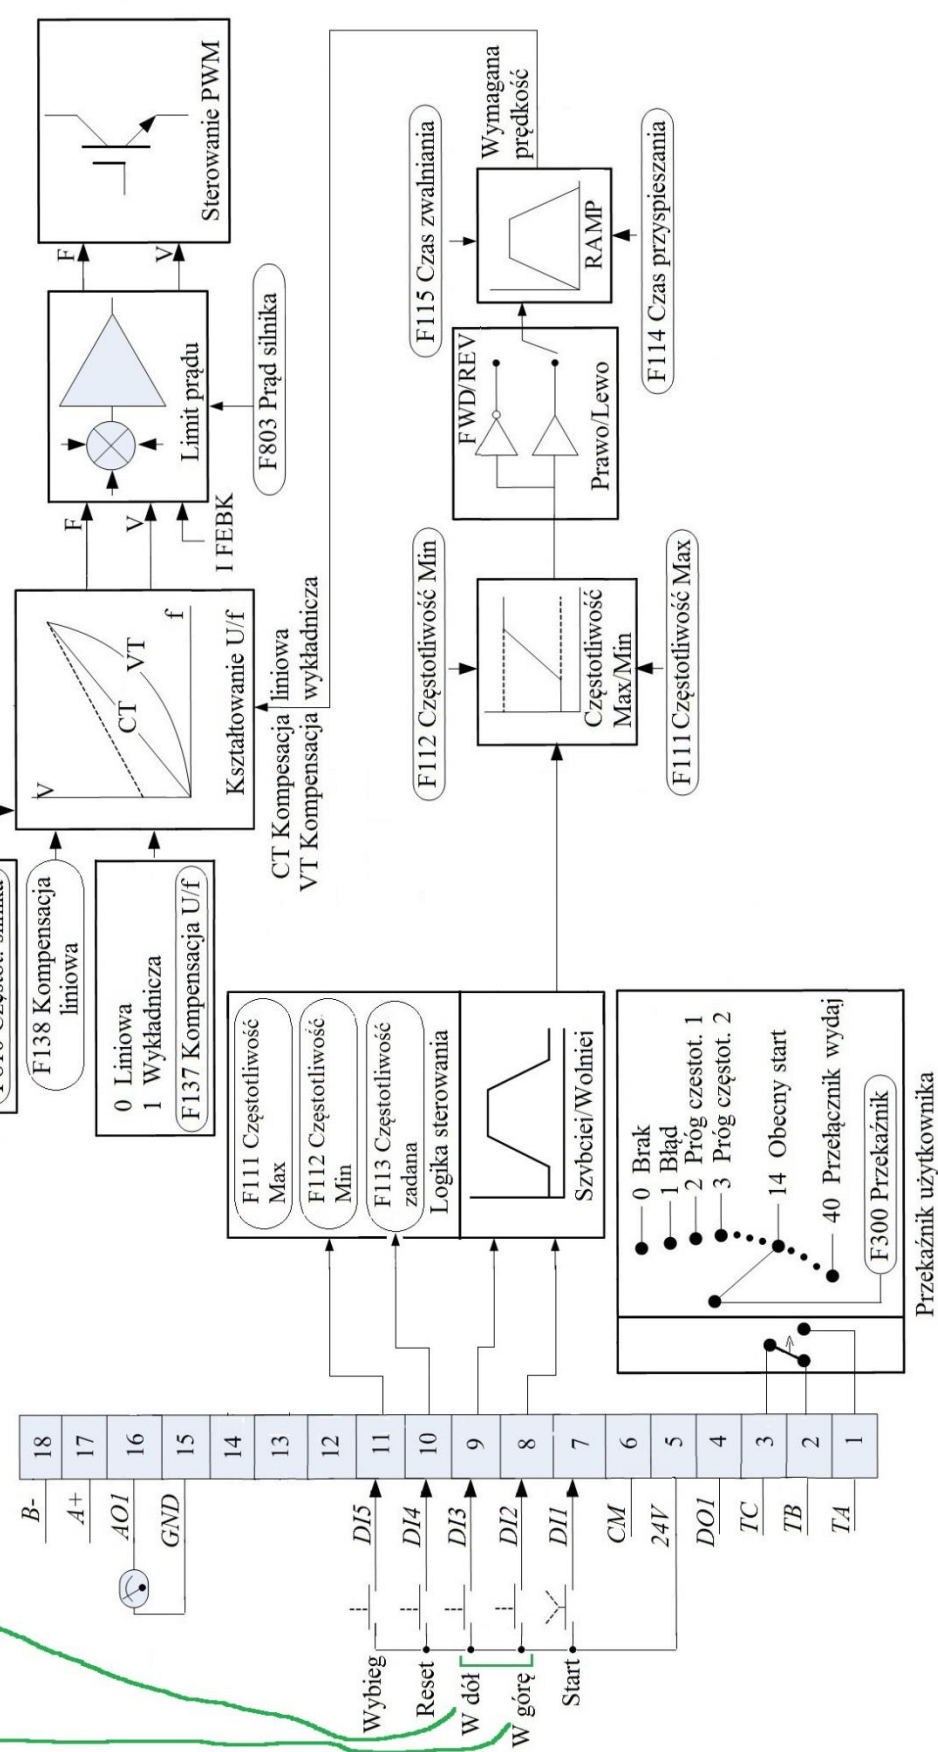 Sterowanie PWM
F
V
Limit prądu
F803 Prąd silnika
F
V
I FEBK
V
CT
VT
f
Kształtowanie U/f
CT Kompesacja liniowa
VT Kompensacja wykładnicza
F138 Kompensacja
liniowa
0 Liniowa
1 Wykładnicza
F137 Kompensacja U/f
Wymagana
prędkość
F115 Czas zwalniania
RAMP
F114 Czas przyspieszania
FWD/REV
Prawo/Lewo
F112 Częstotliwość Min
Częstotliwość
Max/Min
F111Częstotliwość Max
F111 Częstotliwość
Max
F112 Częstotliwość
Min
F113 Częstotliwość
zadana
Logika sterowania
Szybciej/Wolniej
0 Brak
1 Błąd
2 Próg czestot. 1
3 Próg częstot. 2
14 Obecny start
40 Przełącznik wydaj
F300 Przekaźnik
Przekaźnik użytkownika
18
17
16
15
14
13
12
11
10
9
8
7
6
5
4
3
2
1
B-
A+
AO1
GND
DI5
DI4
DI3
DI2
DI1
CM
24V
DO1
TC
TB
TA
Wybieg
Reset
W dół
W górę
Start